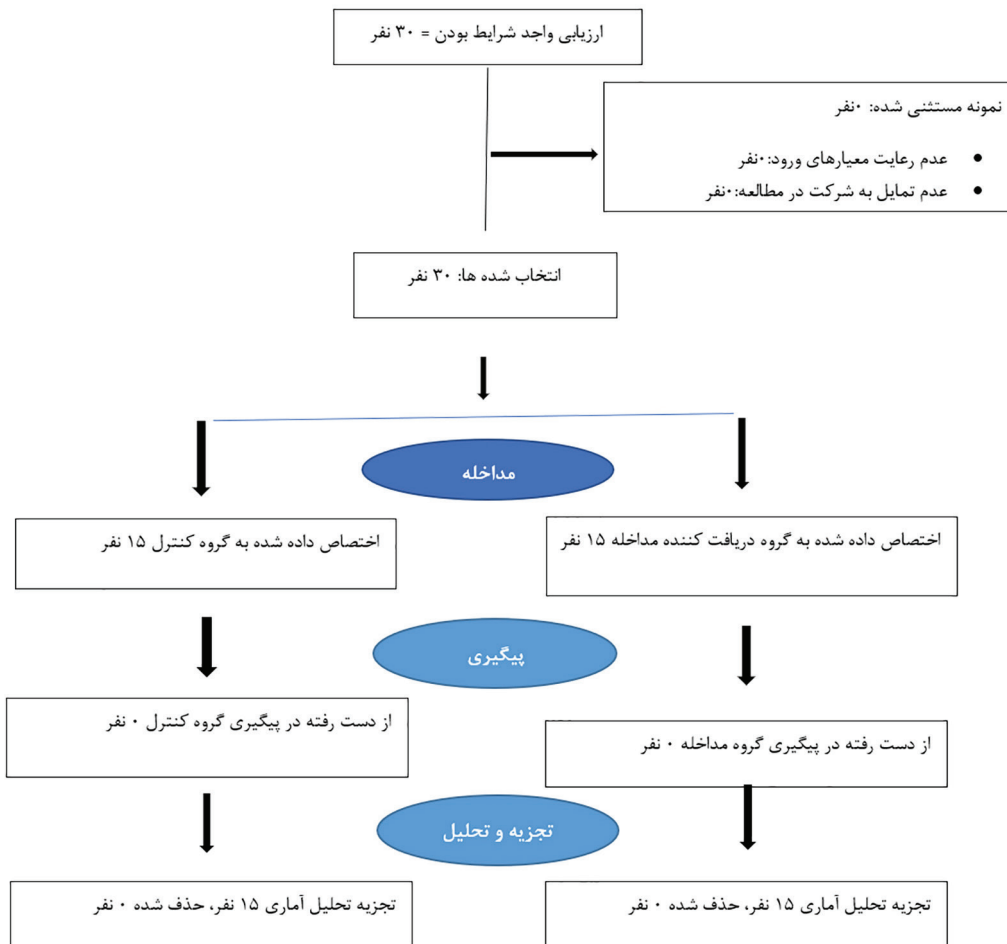 ارزیابی واجد شرایط بودن = ۳۰ نفر
نمونه مستثنی شده: ۰نفر
• عدم رعایت معیارهای ورود:۰نفر
• عدم تمایل به شرکت در مطالعه:۰نفر
انتخاب شده ها: ۳۰ نفر
مداخله
اختصاص داده شده به گروه دریافت کننده مداخله ۱۵ نفر
اختصاص داده شده به گروه کنترل ۱۵ نفر
پیگیری
از دست رفته در پیگیری گروه مداخله ۰ نفر
از دست رفته در پیگیری گروه کنترل ۰ نفر
تجزیه و تحلیل
تجزیه تحلیل آماری ۱۵ نفر، حذف شده ۰ نفر
تجزیه تحلیل آماری ۱۵ نفر، حذف شده ۰ نفر